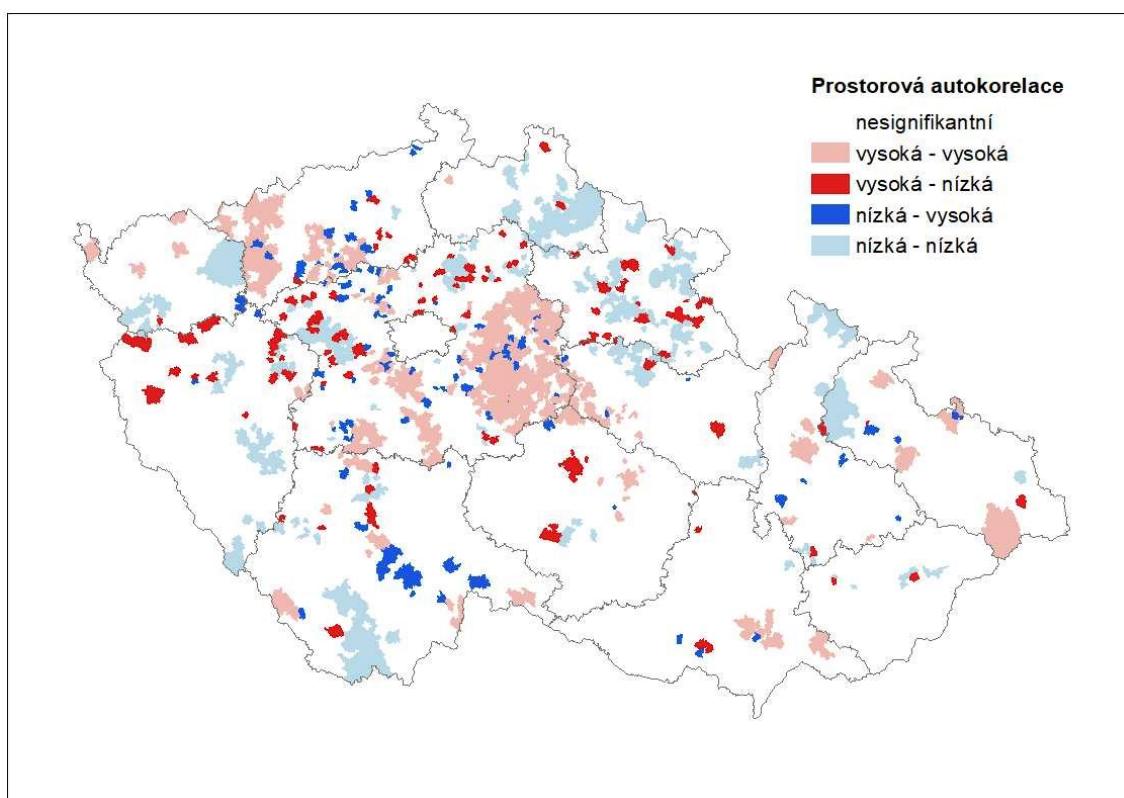 Prostorová autokorelace
nesignifikantní
vysoká - vysoká
vysoká - nízká
nízká - vysoká
nízká - nízká